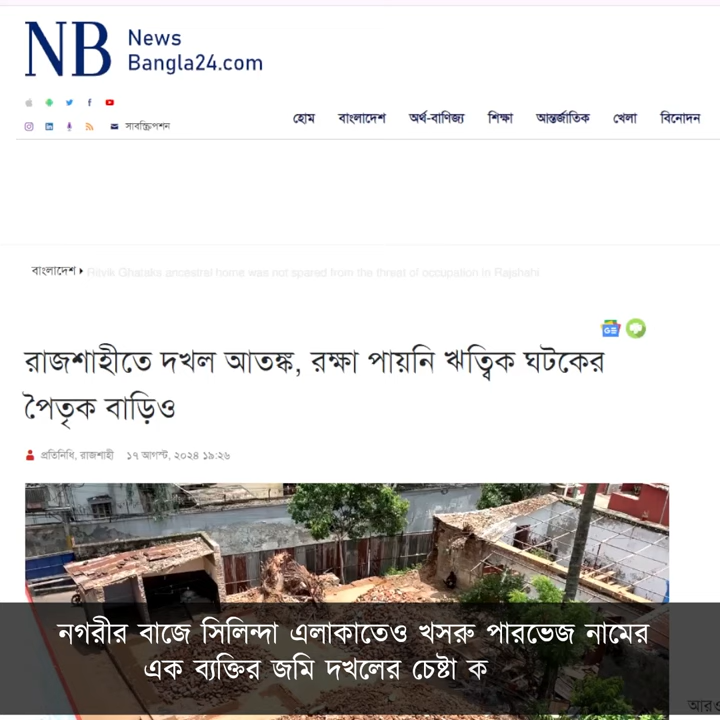 NB News
Bangla24.com
সাবস্ক্রিপশন
হোম বাংলাদেশ অর্থ-বাণিজ্য শিক্ষা আন্তর্জাতিক খেলা বিনোদন
বাংলাদেশ Ritvik Ghataks ancestral home was not spared from the threat of occupation in Rajshahi
রাজশাহীতে দখল আতঙ্ক, রক্ষা পায়নি ঋত্বিক ঘটকের
পৈতৃক বাড়িও
প্রতিনিধি, রাজশাহী ১৭ আগস্ট, ২০২৪ ১৯:২৬
নগরীর বাজে সিলিন্দা এলাকাতেও খসরু পারভেজ নামের
এক ব্যক্তির জমি দখলের চেষ্টা ক